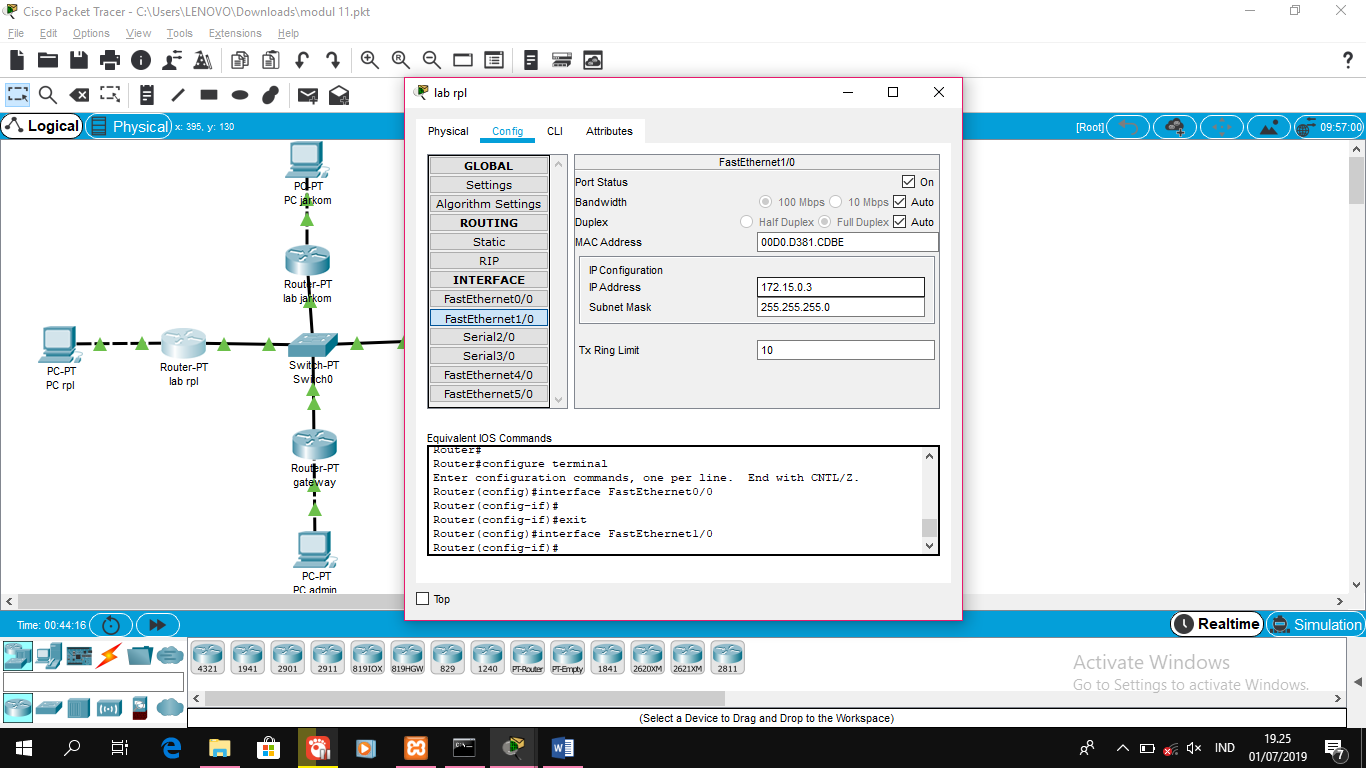 Cisco Packet Tracer - C:\Users\LENOVO\Downloads\modul 11.pkt
File Edit Options View Tools Extensions Help
?
Logical Physical x: 395, y: 130 [Root] 09:57:00
PC-PT
PC jarkom
Router-PT
lab jarkom
PC-PT
PC rpl
Router-PT
lab rpl
Switch-PT
Switch0
Router-PT
gateway
PC-PT
PC admin
lab rpl
Physical Config CLI Attributes
GLOBAL
Settings
Algorithm Settings
ROUTING
Static
RIP
INTERFACE
FastEthernet0/0
FastEthernet1/0
Serial2/0
Serial3/0
FastEthernet4/0
FastEthernet5/0
FastEthernet1/0
Port Status On
Bandwidth 100 Mbps 10 Mbps Auto
Duplex Half Duplex Full Duplex Auto
MAC Address 00D0.D381.CDBE
IP Configuration
IP Address 172.15.0.3
Subnet Mask 255.255.255.0
Tx Ring Limit 10
Equivalent IOS Commands
Router#
Router#configure terminal
Enter configuration commands, one per line. End with CNTL/Z.
Router(config)#interface FastEthernet0/0
Router(config-if)#
Router(config-if)#exit
Router(config)#interface FastEthernet1/0
Router(config-if)#
Top
Time: 00:44:16 Realtime Simulation
4321 1941 2901 2911 819IOX 819HGW 829 1240 PT-Router PT-Empty 1841 2620XM 2621XM 2811
(Select a Device to Drag and Drop to the Workspace)
Activate Windows
Go to Settings to activate Windows.
IND
19.25
01/07/2019
7